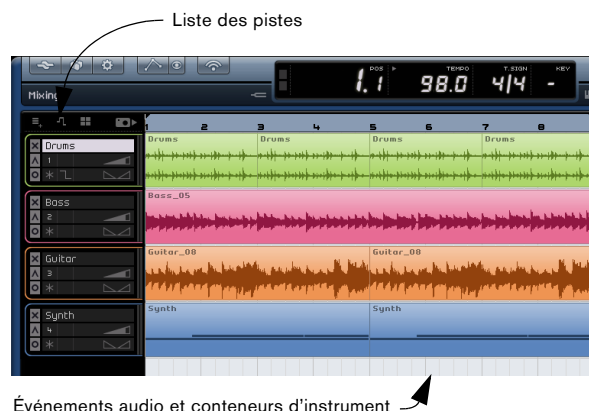 Liste des pistes
POS TEMPO T.SIGN KEY
1. 1 98.0 4/4 -
Mixing
1 2 3 4 5 6 7 8
Drums
1
Drums Drums Drums Drums
Bass
2
Bass_05
Guitar
3
Guitar_08 Guitar_08
Synth
4
Synth Synth
Événements audio et conteneurs d'instrument